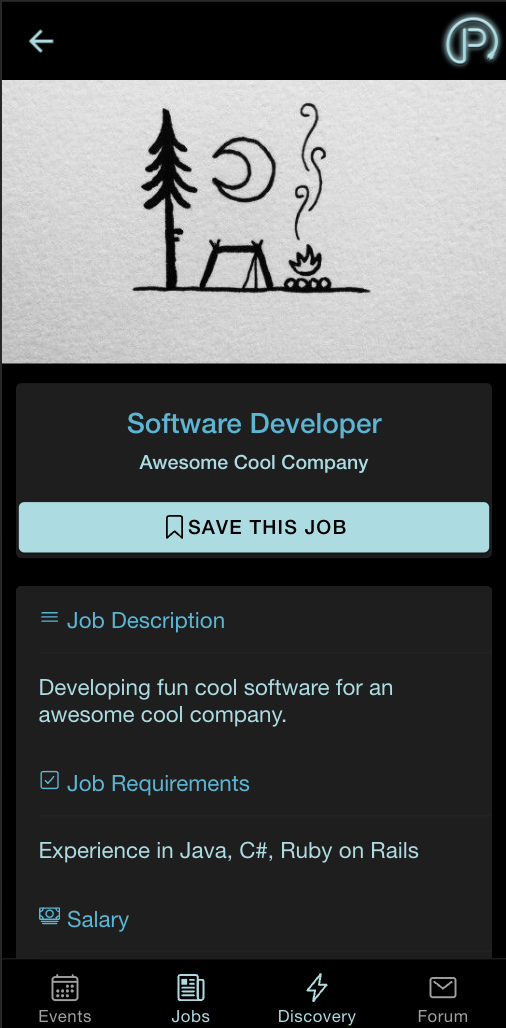 P
Software Developer
Awesome Cool Company
SAVE THIS JOB
Job Description
Developing fun cool software for an
awesome cool company.
Job Requirements
Experience in Java, C#, Ruby on Rails
Salary
Events Jobs Discovery Forum